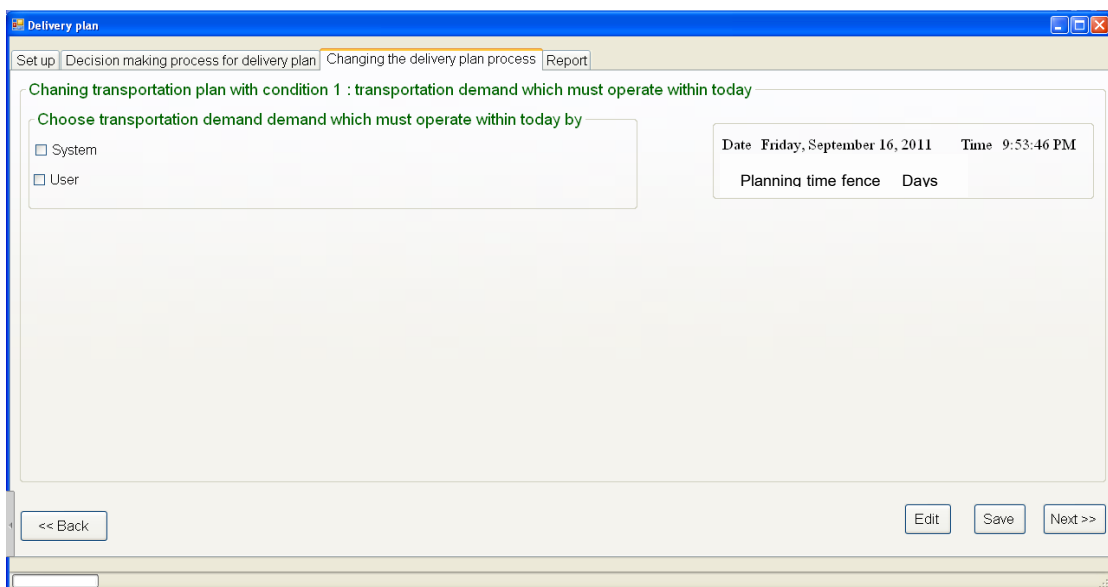 Delivery plan
Set up Decision making process for delivery plan Changing the delivery plan process Report
Chaning transportation plan with condition 1 : transportation demand which must operate within today
Choose transportation demand demand which must operate within today by
System
User
Date Friday, September 16, 2011 Time 9:53:46 PM
Planning time fence Days
<< Back
Edit Save Next >>